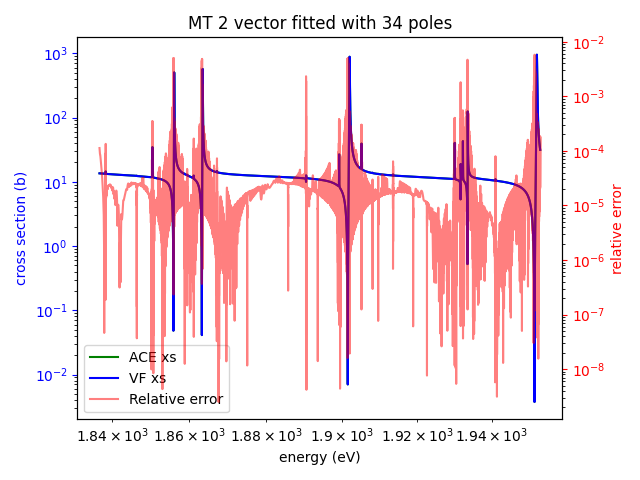 MT 2 vector fitted with 34 poles
10³
10²
10¹
10⁰
10⁻¹
10⁻²
cross section (b)
10⁻²
10⁻³
10⁻⁴
10⁻⁵
10⁻⁶
10⁻⁷
10⁻⁸
relative error
ACE xs
VF xs
Relative error
1.84 × 10³ 1.86 × 10³ 1.88 × 10³ 1.9 × 10³ 1.92 × 10³ 1.94 × 10³
energy (eV)